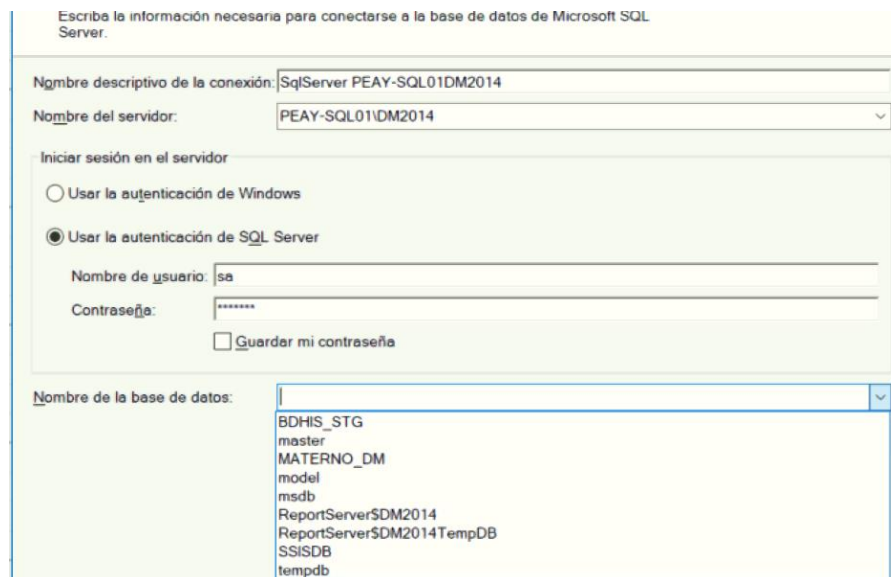 Escriba la información necesaria para conectarse a la base de datos de Microsoft SQL
Server.
Nombre descriptivo de la conexión: SqlServer PEAY-SQL01DM2014
Nombre del servidor: PEAY-SQL01\DM2014
Iniciar sesión en el servidor
Usar la autenticación de Windows
Usar la autenticación de SQL Server
Nombre de usuario: sa
Contraseña: *******
Guardar mi contraseña
Nombre de la base de datos:
BDHIS_STG
master
MATERNO_DM
model
msdb
ReportServer$DM2014
ReportServer$DM2014TempDB
SSISDB
tempdb